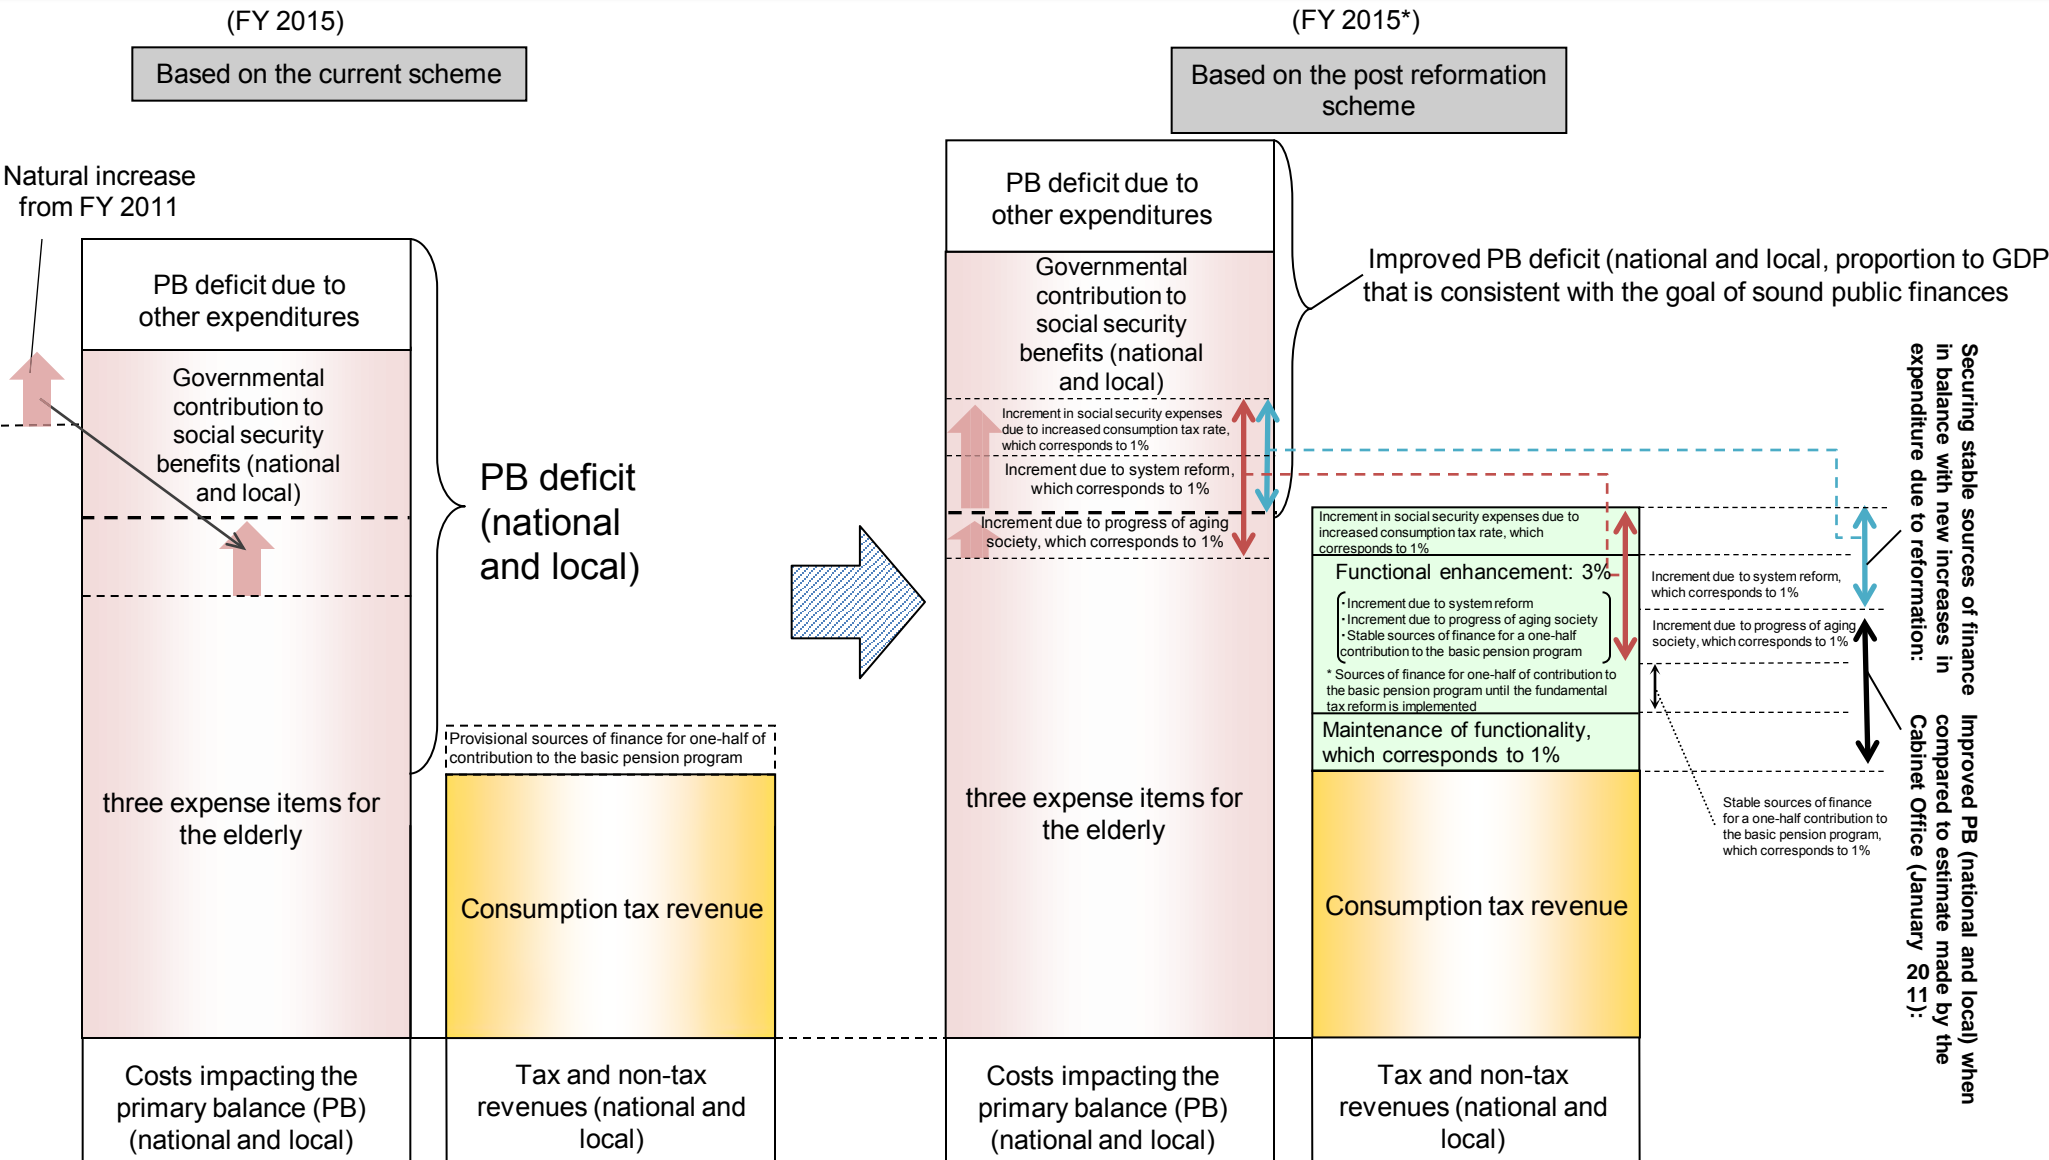 (FY 2015)
Based on the current scheme
Natural increase
from FY 2011
PB deficit due to
other expenditures
Governmental
contribution to
social security
benefits (national
and local)
three expense items for
the elderly
PB deficit
(national
and local)
Provisional sources of finance for one-half of
contribution to the basic pension program
Consumption tax revenue
Costs impacting the
primary balance (PB)
(national and local)
Tax and non-tax
revenues (national and
local)
(FY 2015*)
Based on the post reformation
scheme
PB deficit due to
other expenditures
Governmental
contribution to
social security
benefits (national
and local)
Increment in social security expenses
due to increased consumption tax rate,
which corresponds to 1%
Increment due to system reform,
which corresponds to 1%
Increment due to progress of aging
society, which corresponds to 1%
three expense items for
the elderly
Improved PB deficit (national and local, proportion to GDP
that is consistent with the goal of sound public finances
Increment in social security expenses due to
increased consumption tax rate, which
corresponds to 1%
Functional enhancement: 3%
・Increment due to system reform
・Increment due to progress of aging society
・Stable sources of finance for a one-half
contribution to the basic pension program
* Sources of finance for one-half of contribution to
the basic pension program until the fundamental
tax reform is implemented
Maintenance of functionality,
which corresponds to 1%
Consumption tax revenue
Increment due to system reform,
which corresponds to 1%
Increment due to progress of aging
society, which corresponds to 1%
Stable sources of finance
for a one-half contribution to
the basic pension program,
which corresponds to 1%
Securing stable sources of finance
in balance with new increases in
expenditure due to reformation:
Improved PB (national and local) when
compared to estimate made by the
Cabinet Office (January 2011):
Costs impacting the
primary balance (PB)
(national and local)
Tax and non-tax
revenues (national and
local)